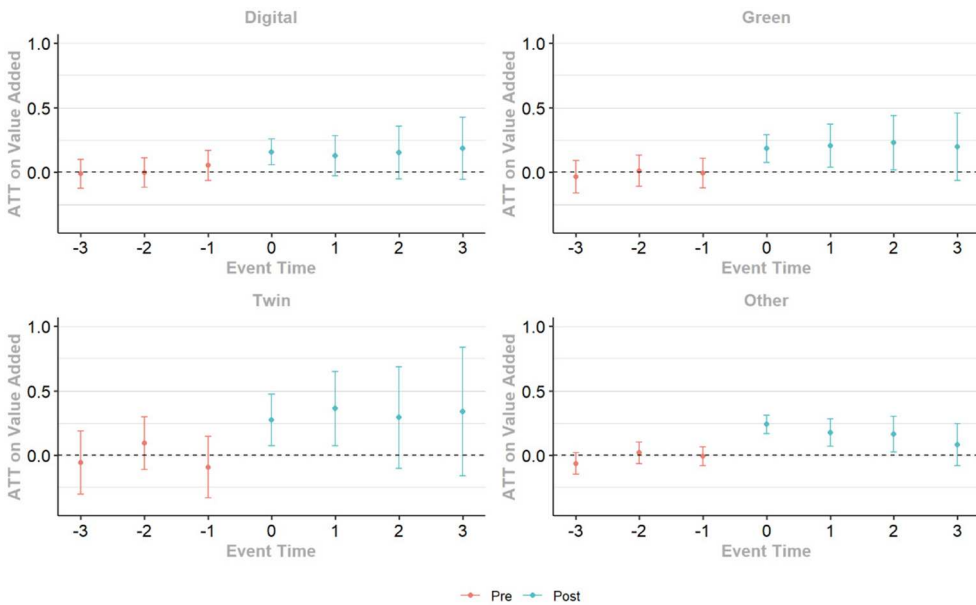 Digital
ATT on Value Added
1.0
0.5
0.0
-3 -2 -1 0 1 2 3
Event Time
Green
ATT on Value Added
1.0
0.5
0.0
-3 -2 -1 0 1 2 3
Event Time
Twin
ATT on Value Added
1.0
0.5
0.0
-3 -2 -1 0 1 2 3
Event Time
Other
ATT on Value Added
1.0
0.5
0.0
-3 -2 -1 0 1 2 3
Event Time
Pre Post